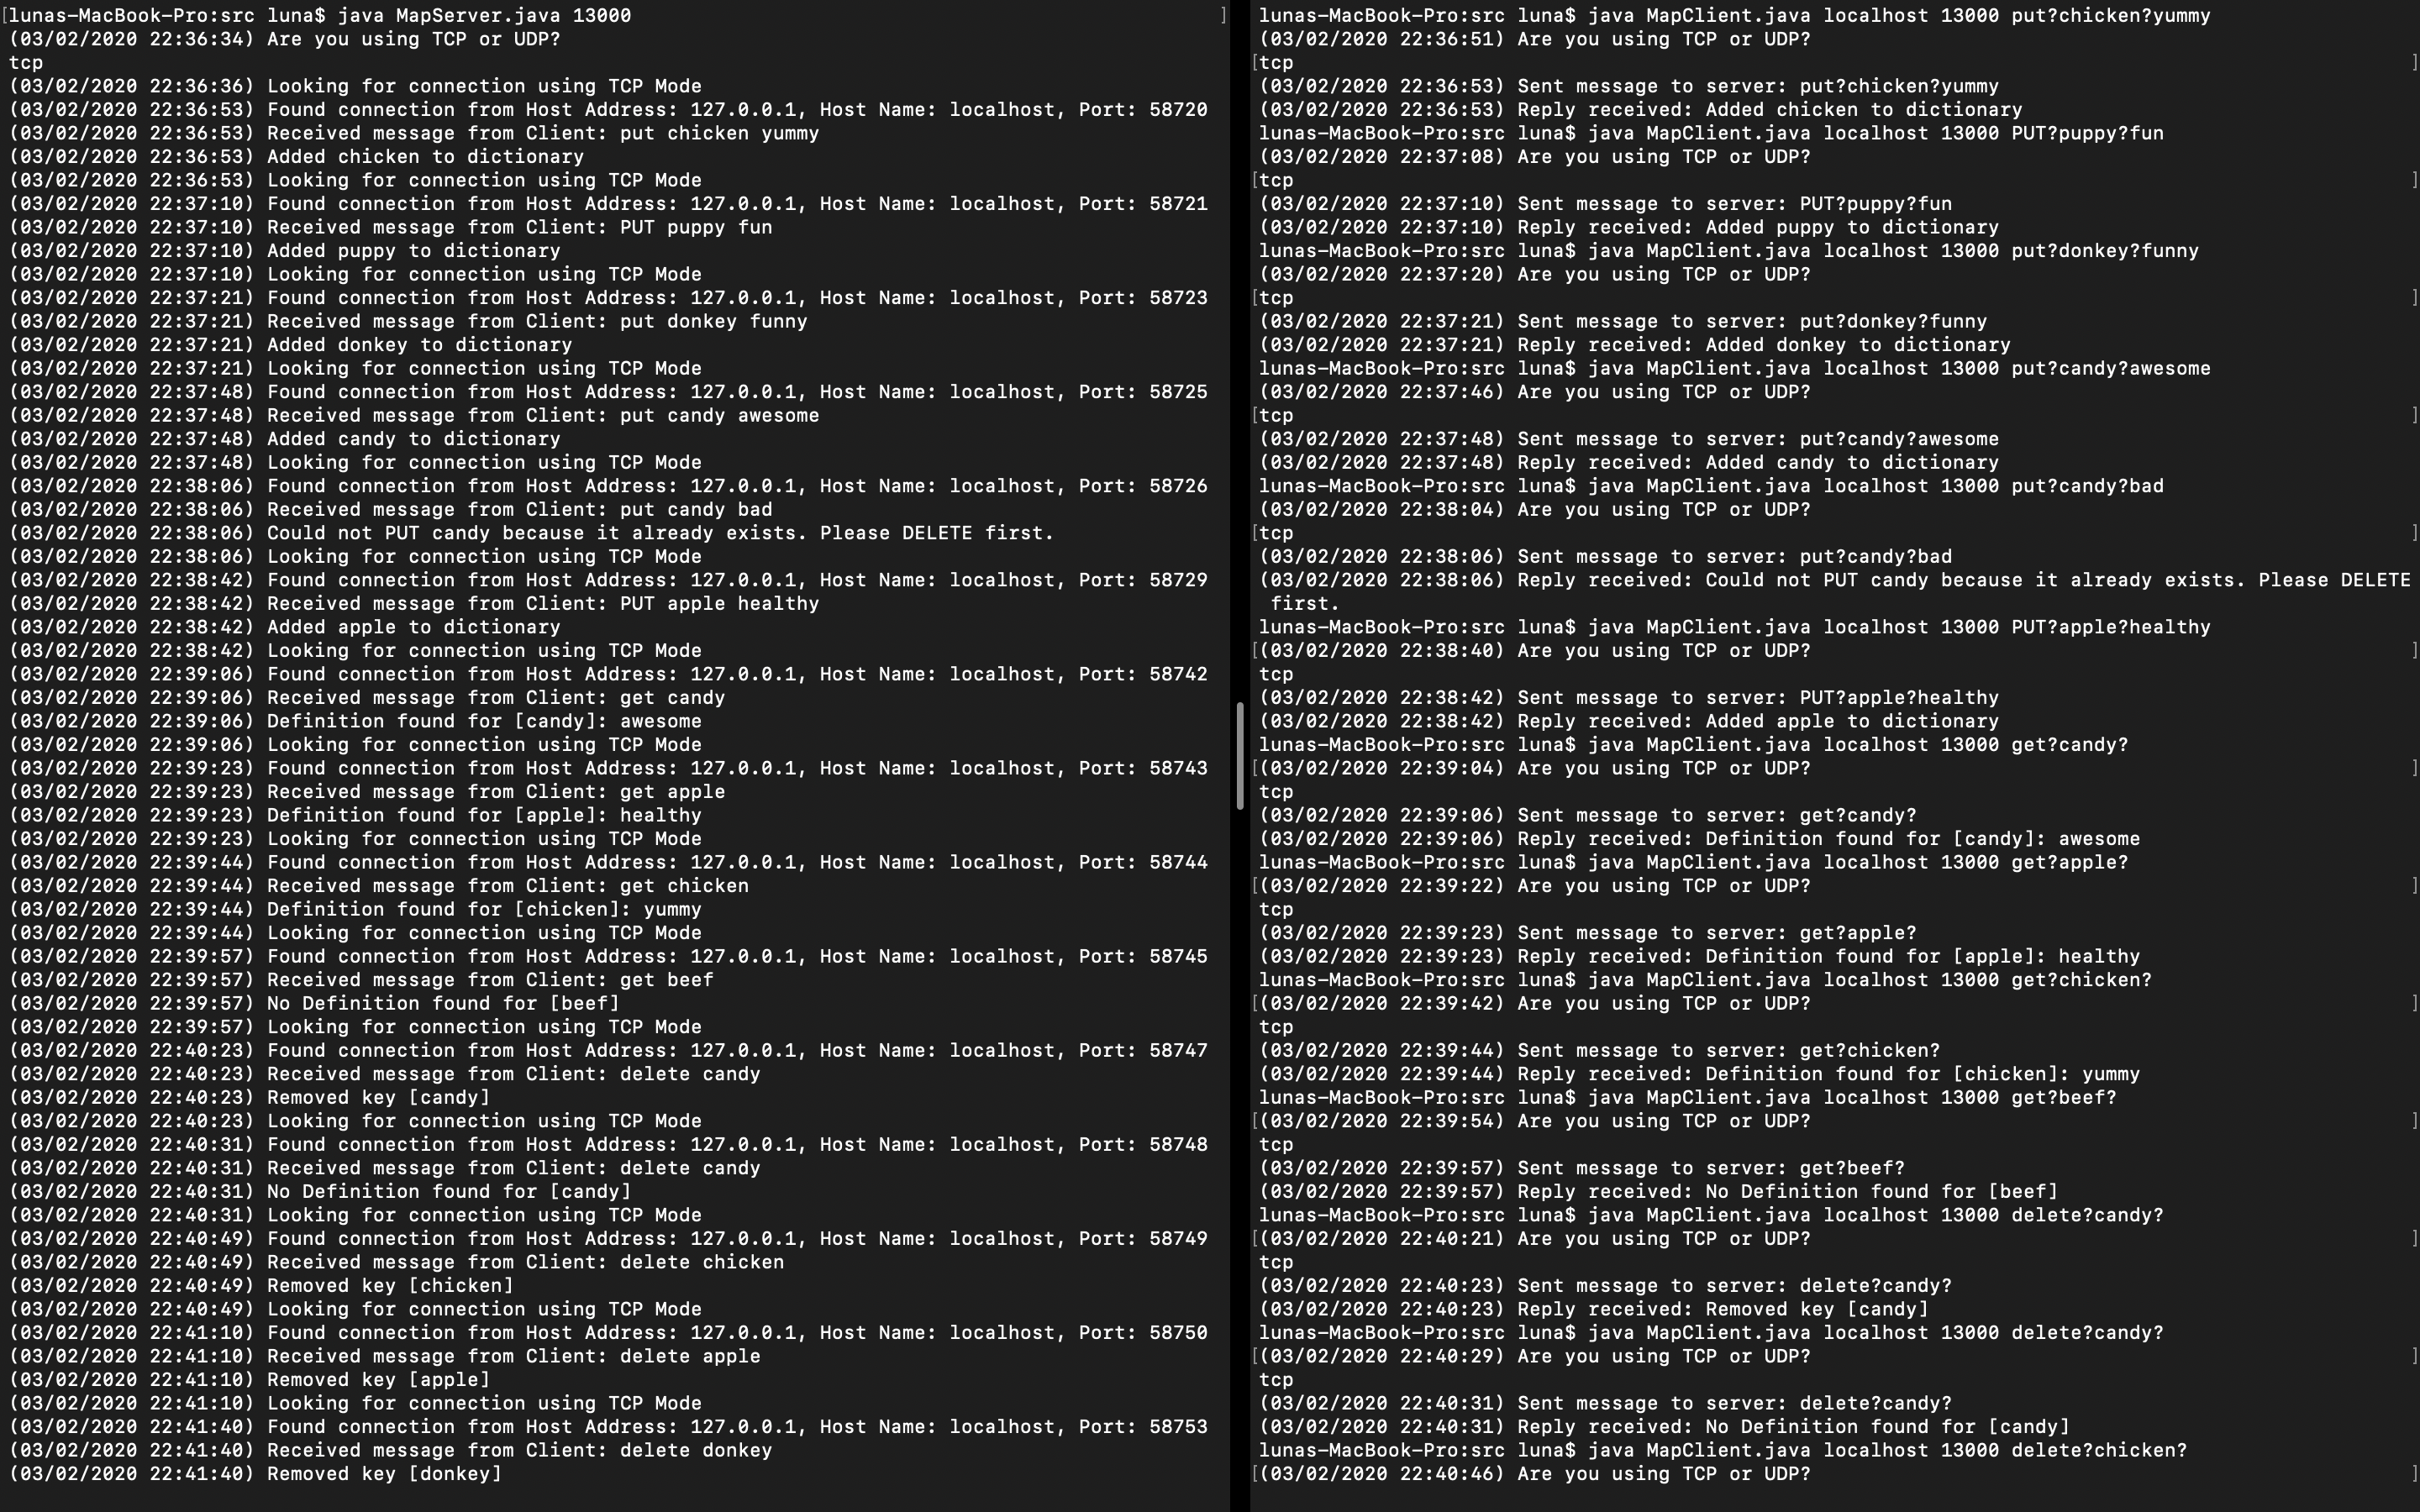 [lunas-MacBook-Pro:src luna$ java MapServer.java 13000 ]
(03/02/2020 22:36:34) Are you using TCP or UDP?
tcp
(03/02/2020 22:36:36) Looking for connection using TCP Mode
(03/02/2020 22:36:53) Found connection from Host Address: 127.0.0.1, Host Name: localhost, Port: 58720
(03/02/2020 22:36:53) Received message from Client: put chicken yummy
(03/02/2020 22:36:53) Added chicken to dictionary
(03/02/2020 22:36:53) Looking for connection using TCP Mode
(03/02/2020 22:37:10) Found connection from Host Address: 127.0.0.1, Host Name: localhost, Port: 58721
(03/02/2020 22:37:10) Received message from Client: PUT puppy fun
(03/02/2020 22:37:10) Added puppy to dictionary
(03/02/2020 22:37:10) Looking for connection using TCP Mode
(03/02/2020 22:37:21) Found connection from Host Address: 127.0.0.1, Host Name: localhost, Port: 58723
(03/02/2020 22:37:21) Received message from Client: put donkey funny
(03/02/2020 22:37:21) Added donkey to dictionary
(03/02/2020 22:37:21) Looking for connection using TCP Mode
(03/02/2020 22:37:48) Found connection from Host Address: 127.0.0.1, Host Name: localhost, Port: 58725
(03/02/2020 22:37:48) Received message from Client: put candy awesome
(03/02/2020 22:37:48) Added candy to dictionary
(03/02/2020 22:37:48) Looking for connection using TCP Mode
(03/02/2020 22:38:06) Found connection from Host Address: 127.0.0.1, Host Name: localhost, Port: 58726
(03/02/2020 22:38:06) Received message from Client: put candy bad
(03/02/2020 22:38:06) Could not PUT candy because it already exists. Please DELETE first.
(03/02/2020 22:38:06) Looking for connection using TCP Mode
(03/02/2020 22:38:42) Found connection from Host Address: 127.0.0.1, Host Name: localhost, Port: 58729
(03/02/2020 22:38:42) Received message from Client: PUT apple healthy
(03/02/2020 22:38:42) Added apple to dictionary
(03/02/2020 22:38:42) Looking for connection using TCP Mode
(03/02/2020 22:39:06) Found connection from Host Address: 127.0.0.1, Host Name: localhost, Port: 58742
(03/02/2020 22:39:06) Received message from Client: get candy
(03/02/2020 22:39:06) Definition found for [candy]: awesome
(03/02/2020 22:39:06) Looking for connection using TCP Mode
(03/02/2020 22:39:23) Found connection from Host Address: 127.0.0.1, Host Name: localhost, Port: 58743
(03/02/2020 22:39:23) Received message from Client: get apple
(03/02/2020 22:39:23) Definition found for [apple]: healthy
(03/02/2020 22:39:23) Looking for connection using TCP Mode
(03/02/2020 22:39:44) Found connection from Host Address: 127.0.0.1, Host Name: localhost, Port: 58744
(03/02/2020 22:39:44) Received message from Client: get chicken
(03/02/2020 22:39:44) Definition found for [chicken]: yummy
(03/02/2020 22:39:44) Looking for connection using TCP Mode
(03/02/2020 22:39:57) Found connection from Host Address: 127.0.0.1, Host Name: localhost, Port: 58745
(03/02/2020 22:39:57) Received message from Client: get beef
(03/02/2020 22:39:57) No Definition found for [beef]
(03/02/2020 22:39:57) Looking for connection using TCP Mode
(03/02/2020 22:40:23) Found connection from Host Address: 127.0.0.1, Host Name: localhost, Port: 58747
(03/02/2020 22:40:23) Received message from Client: delete candy
(03/02/2020 22:40:23) Removed key [candy]
(03/02/2020 22:40:23) Looking for connection using TCP Mode
(03/02/2020 22:40:31) Found connection from Host Address: 127.0.0.1, Host Name: localhost, Port: 58748
(03/02/2020 22:40:31) Received message from Client: delete candy
(03/02/2020 22:40:31) No Definition found for [candy]
(03/02/2020 22:40:31) Looking for connection using TCP Mode
(03/02/2020 22:40:49) Found connection from Host Address: 127.0.0.1, Host Name: localhost, Port: 58749
(03/02/2020 22:40:49) Received message from Client: delete chicken
(03/02/2020 22:40:49) Removed key [chicken]
(03/02/2020 22:40:49) Looking for connection using TCP Mode
(03/02/2020 22:41:10) Found connection from Host Address: 127.0.0.1, Host Name: localhost, Port: 58750
(03/02/2020 22:41:10) Received message from Client: delete apple
(03/02/2020 22:41:10) Removed key [apple]
(03/02/2020 22:41:10) Looking for connection using TCP Mode
(03/02/2020 22:41:40) Found connection from Host Address: 127.0.0.1, Host Name: localhost, Port: 58753
(03/02/2020 22:41:40) Received message from Client: delete donkey
(03/02/2020 22:41:40) Removed key [donkey]
lunas-MacBook-Pro:src luna$ java MapClient.java localhost 13000 put?chicken?yummy
(03/02/2020 22:36:51) Are you using TCP or UDP?
[tcp ]
(03/02/2020 22:36:53) Sent message to server: put?chicken?yummy
(03/02/2020 22:36:53) Reply received: Added chicken to dictionary
lunas-MacBook-Pro:src luna$ java MapClient.java localhost 13000 PUT?puppy?fun
(03/02/2020 22:37:08) Are you using TCP or UDP?
[tcp ]
(03/02/2020 22:37:10) Sent message to server: PUT?puppy?fun
(03/02/2020 22:37:10) Reply received: Added puppy to dictionary
lunas-MacBook-Pro:src luna$ java MapClient.java localhost 13000 put?donkey?funny
(03/02/2020 22:37:20) Are you using TCP or UDP?
[tcp ]
(03/02/2020 22:37:21) Sent message to server: put?donkey?funny
(03/02/2020 22:37:21) Reply received: Added donkey to dictionary
lunas-MacBook-Pro:src luna$ java MapClient.java localhost 13000 put?candy?awesome
(03/02/2020 22:37:46) Are you using TCP or UDP?
[tcp ]
(03/02/2020 22:37:48) Sent message to server: put?candy?awesome
(03/02/2020 22:37:48) Reply received: Added candy to dictionary
lunas-MacBook-Pro:src luna$ java MapClient.java localhost 13000 put?candy?bad
(03/02/2020 22:38:04) Are you using TCP or UDP?
[tcp ]
(03/02/2020 22:38:06) Sent message to server: put?candy?bad
(03/02/2020 22:38:06) Reply received: Could not PUT candy because it already exists. Please DELETE
first.
lunas-MacBook-Pro:src luna$ java MapClient.java localhost 13000 PUT?apple?healthy
[(03/02/2020 22:38:40) Are you using TCP or UDP? ]
tcp
(03/02/2020 22:38:42) Sent message to server: PUT?apple?healthy
(03/02/2020 22:38:42) Reply received: Added apple to dictionary
lunas-MacBook-Pro:src luna$ java MapClient.java localhost 13000 get?candy?
[(03/02/2020 22:39:04) Are you using TCP or UDP? ]
tcp
(03/02/2020 22:39:06) Sent message to server: get?candy?
(03/02/2020 22:39:06) Reply received: Definition found for [candy]: awesome
lunas-MacBook-Pro:src luna$ java MapClient.java localhost 13000 get?apple?
[(03/02/2020 22:39:22) Are you using TCP or UDP? ]
tcp
(03/02/2020 22:39:23) Sent message to server: get?apple?
(03/02/2020 22:39:23) Reply received: Definition found for [apple]: healthy
lunas-MacBook-Pro:src luna$ java MapClient.java localhost 13000 get?chicken?
[(03/02/2020 22:39:42) Are you using TCP or UDP? ]
tcp
(03/02/2020 22:39:44) Sent message to server: get?chicken?
(03/02/2020 22:39:44) Reply received: Definition found for [chicken]: yummy
lunas-MacBook-Pro:src luna$ java MapClient.java localhost 13000 get?beef?
[(03/02/2020 22:39:54) Are you using TCP or UDP? ]
tcp
(03/02/2020 22:39:57) Sent message to server: get?beef?
(03/02/2020 22:39:57) Reply received: No Definition found for [beef]
lunas-MacBook-Pro:src luna$ java MapClient.java localhost 13000 delete?candy?
[(03/02/2020 22:40:21) Are you using TCP or UDP? ]
tcp
(03/02/2020 22:40:23) Sent message to server: delete?candy?
(03/02/2020 22:40:23) Reply received: Removed key [candy]
lunas-MacBook-Pro:src luna$ java MapClient.java localhost 13000 delete?candy?
[(03/02/2020 22:40:29) Are you using TCP or UDP? ]
tcp
(03/02/2020 22:40:31) Sent message to server: delete?candy?
(03/02/2020 22:40:31) Reply received: No Definition found for [candy]
lunas-MacBook-Pro:src luna$ java MapClient.java localhost 13000 delete?chicken?
[(03/02/2020 22:40:46) Are you using TCP or UDP? ]